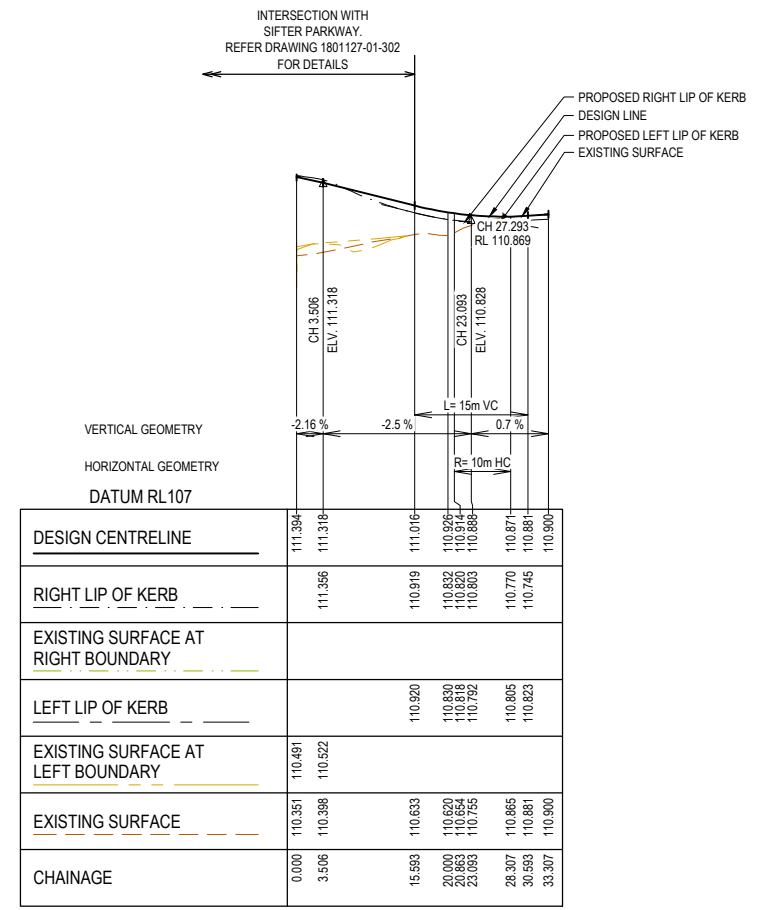 INTERSECTION WITH
SIFTER PARKWAY.
REFER DRAWING 1801127-01-302
FOR DETAILS
PROPOSED RIGHT LIP OF KERB
DESIGN LINE
PROPOSED LEFT LIP OF KERB
EXISTING SURFACE
CH 27.293
RL 110.869
CH 3.506
ELV. 111.318
CH 23.093
ELV. 110.828
L= 15m VC
VERTICAL GEOMETRY -2.16 % -2.5 % 0.7 %
HORIZONTAL GEOMETRY R= 10m HC
DATUM RL107
DESIGN CENTRELINE 111.394 111.318 111.016 110.926 110.914 110.888 110.871 110.881 110.900
RIGHT LIP OF KERB 111.356 110.919 110.832 110.820 110.803 110.770 110.745
EXISTING SURFACE AT
RIGHT BOUNDARY
LEFT LIP OF KERB 110.920 110.830 110.818 110.792 110.805 110.823
EXISTING SURFACE AT
LEFT BOUNDARY 110.491 110.522
EXISTING SURFACE 110.351 110.398 110.633 110.620 110.654 110.755 110.865 110.881 110.900
CHAINAGE 0.000 3.506 15.593 20.000 20.863 23.093 28.307 30.593 33.307